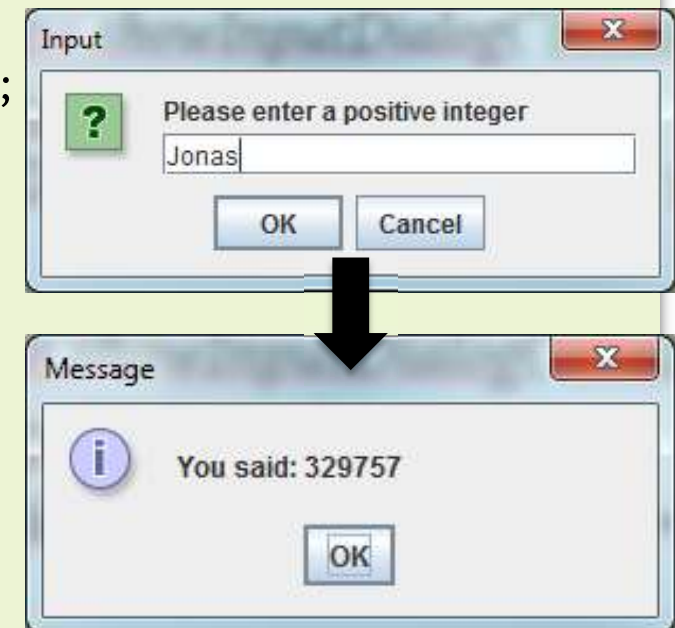 ;
Input
Please enter a positive integer
Jonas
OK Cancel
Message
You said: 329757
OK